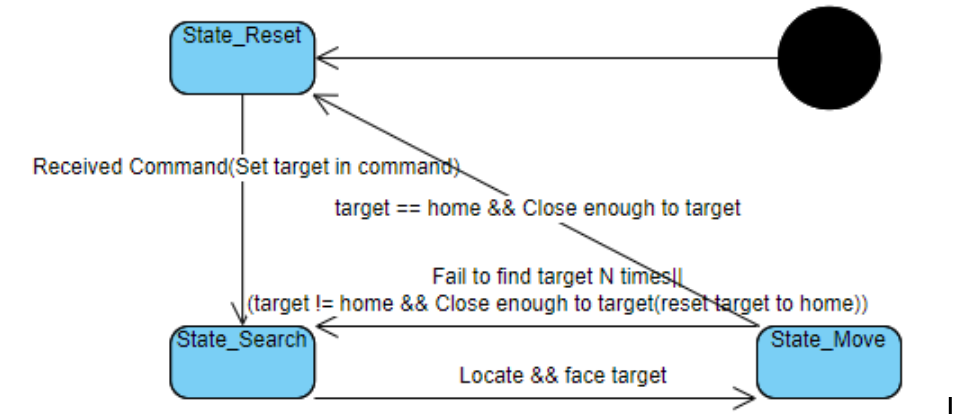 State_Reset
Received Command(Set target in command)
target == home && Close enough to target
Fail to find target N times||
(target != home && Close enough to target(reset target to home))
State_Search
State_Move
Locate && face target